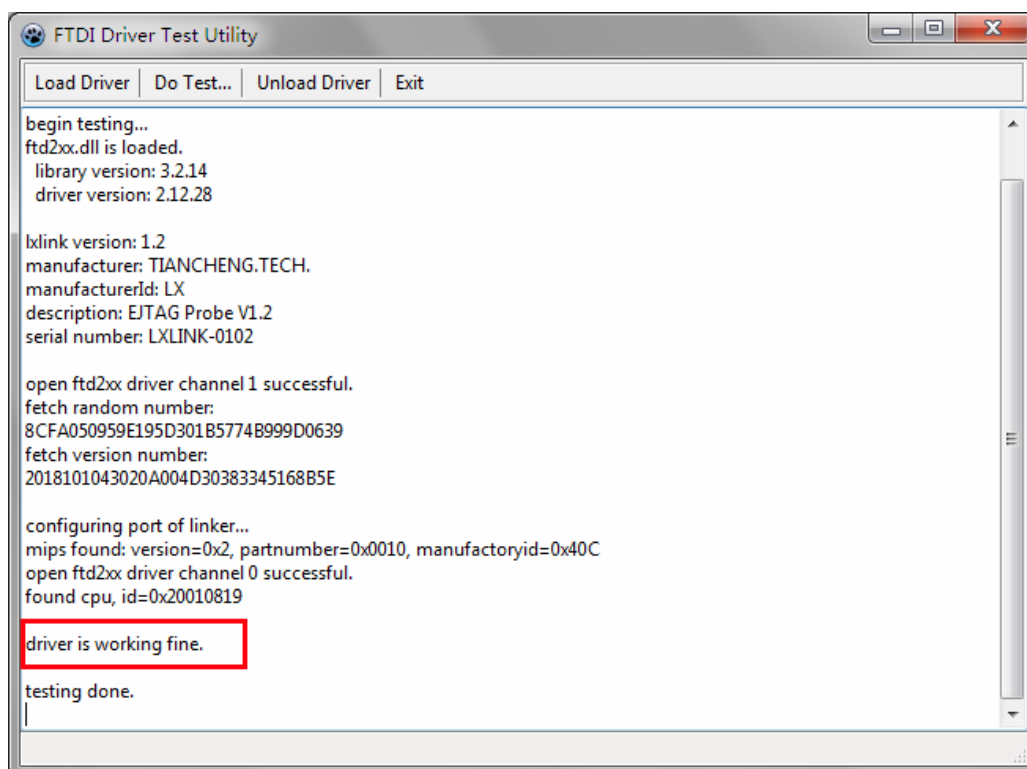 FTDI Driver Test Utility
Load Driver Do Test... Unload Driver Exit
begin testing...
ftd2xx.dll is loaded.
library version: 3.2.14
driver version: 2.12.28
lxlink version: 1.2
manufacturer: TIANCHENG.TECH.
manufacturerId: LX
description: EJTAG Probe V1.2
serial number: LXLINK-0102
open ftd2xx driver channel 1 successful.
fetch random number:
8CFA050959E195D301B5774B999D0639
fetch version number:
2018101043020A004D30383345168B5E
configuring port of linker...
mips found: version=0x2, partnumber=0x0010, manufactoryid=0x40C
open ftd2xx driver channel 0 successful.
found cpu, id=0x20010819
driver is working fine.
testing done.